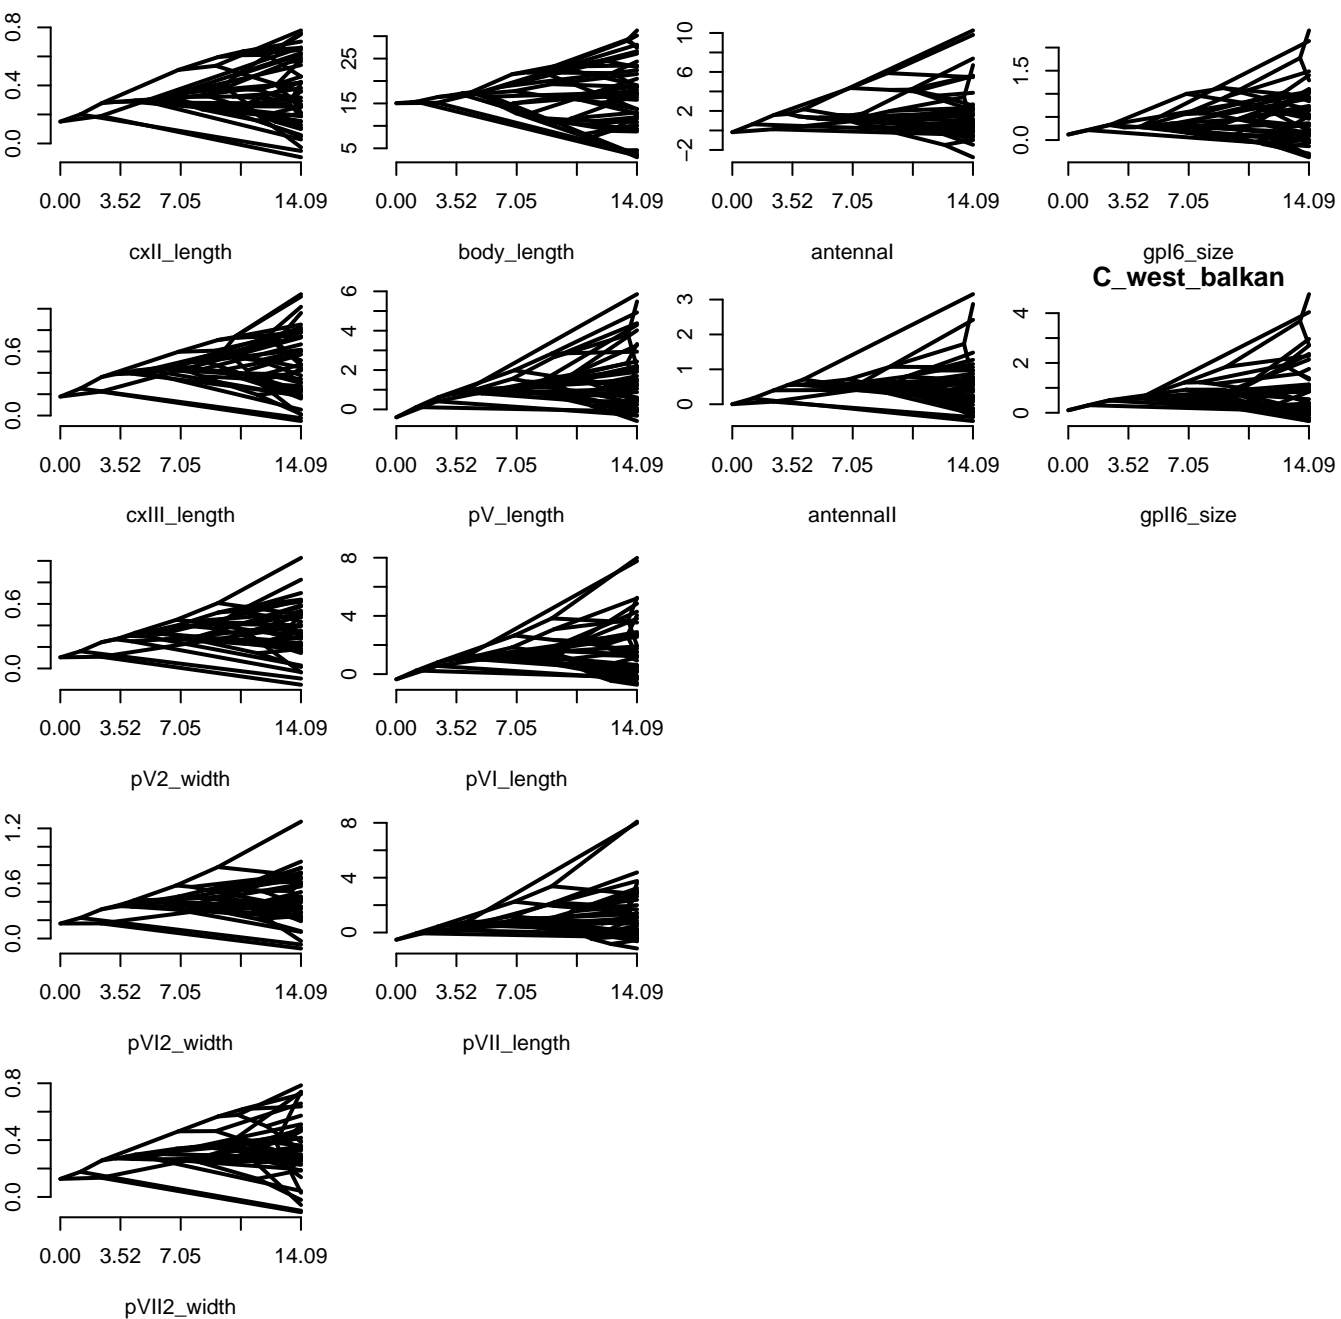 0.0 0.4 0.8
0.00 3.52 7.05 14.09
cxII_length
5 15 25
0.00 3.52 7.05 14.09
body_length
−2 2 6 10
0.00 3.52 7.05 14.09
antennaI
0.0 1.5
0.00 3.52 7.05 14.09
gpI6_size
0.0 0.6
0.00 3.52 7.05 14.09
cxIII_length
0 2 4 6
0.00 3.52 7.05 14.09
pV_length
0 1 2 3
0.00 3.52 7.05 14.09
antennaII
C_west_balkan
0 2 4
0.00 3.52 7.05 14.09
gpII6_size
0.0 0.6
0.00 3.52 7.05 14.09
pV2_width
0 4 8
0.00 3.52 7.05 14.09
pVI_length
0.0 0.6 1.2
0.00 3.52 7.05 14.09
pVI2_width
0 4 8
0.00 3.52 7.05 14.09
pVII_length
0.0 0.4 0.8
0.00 3.52 7.05 14.09
pVII2_width